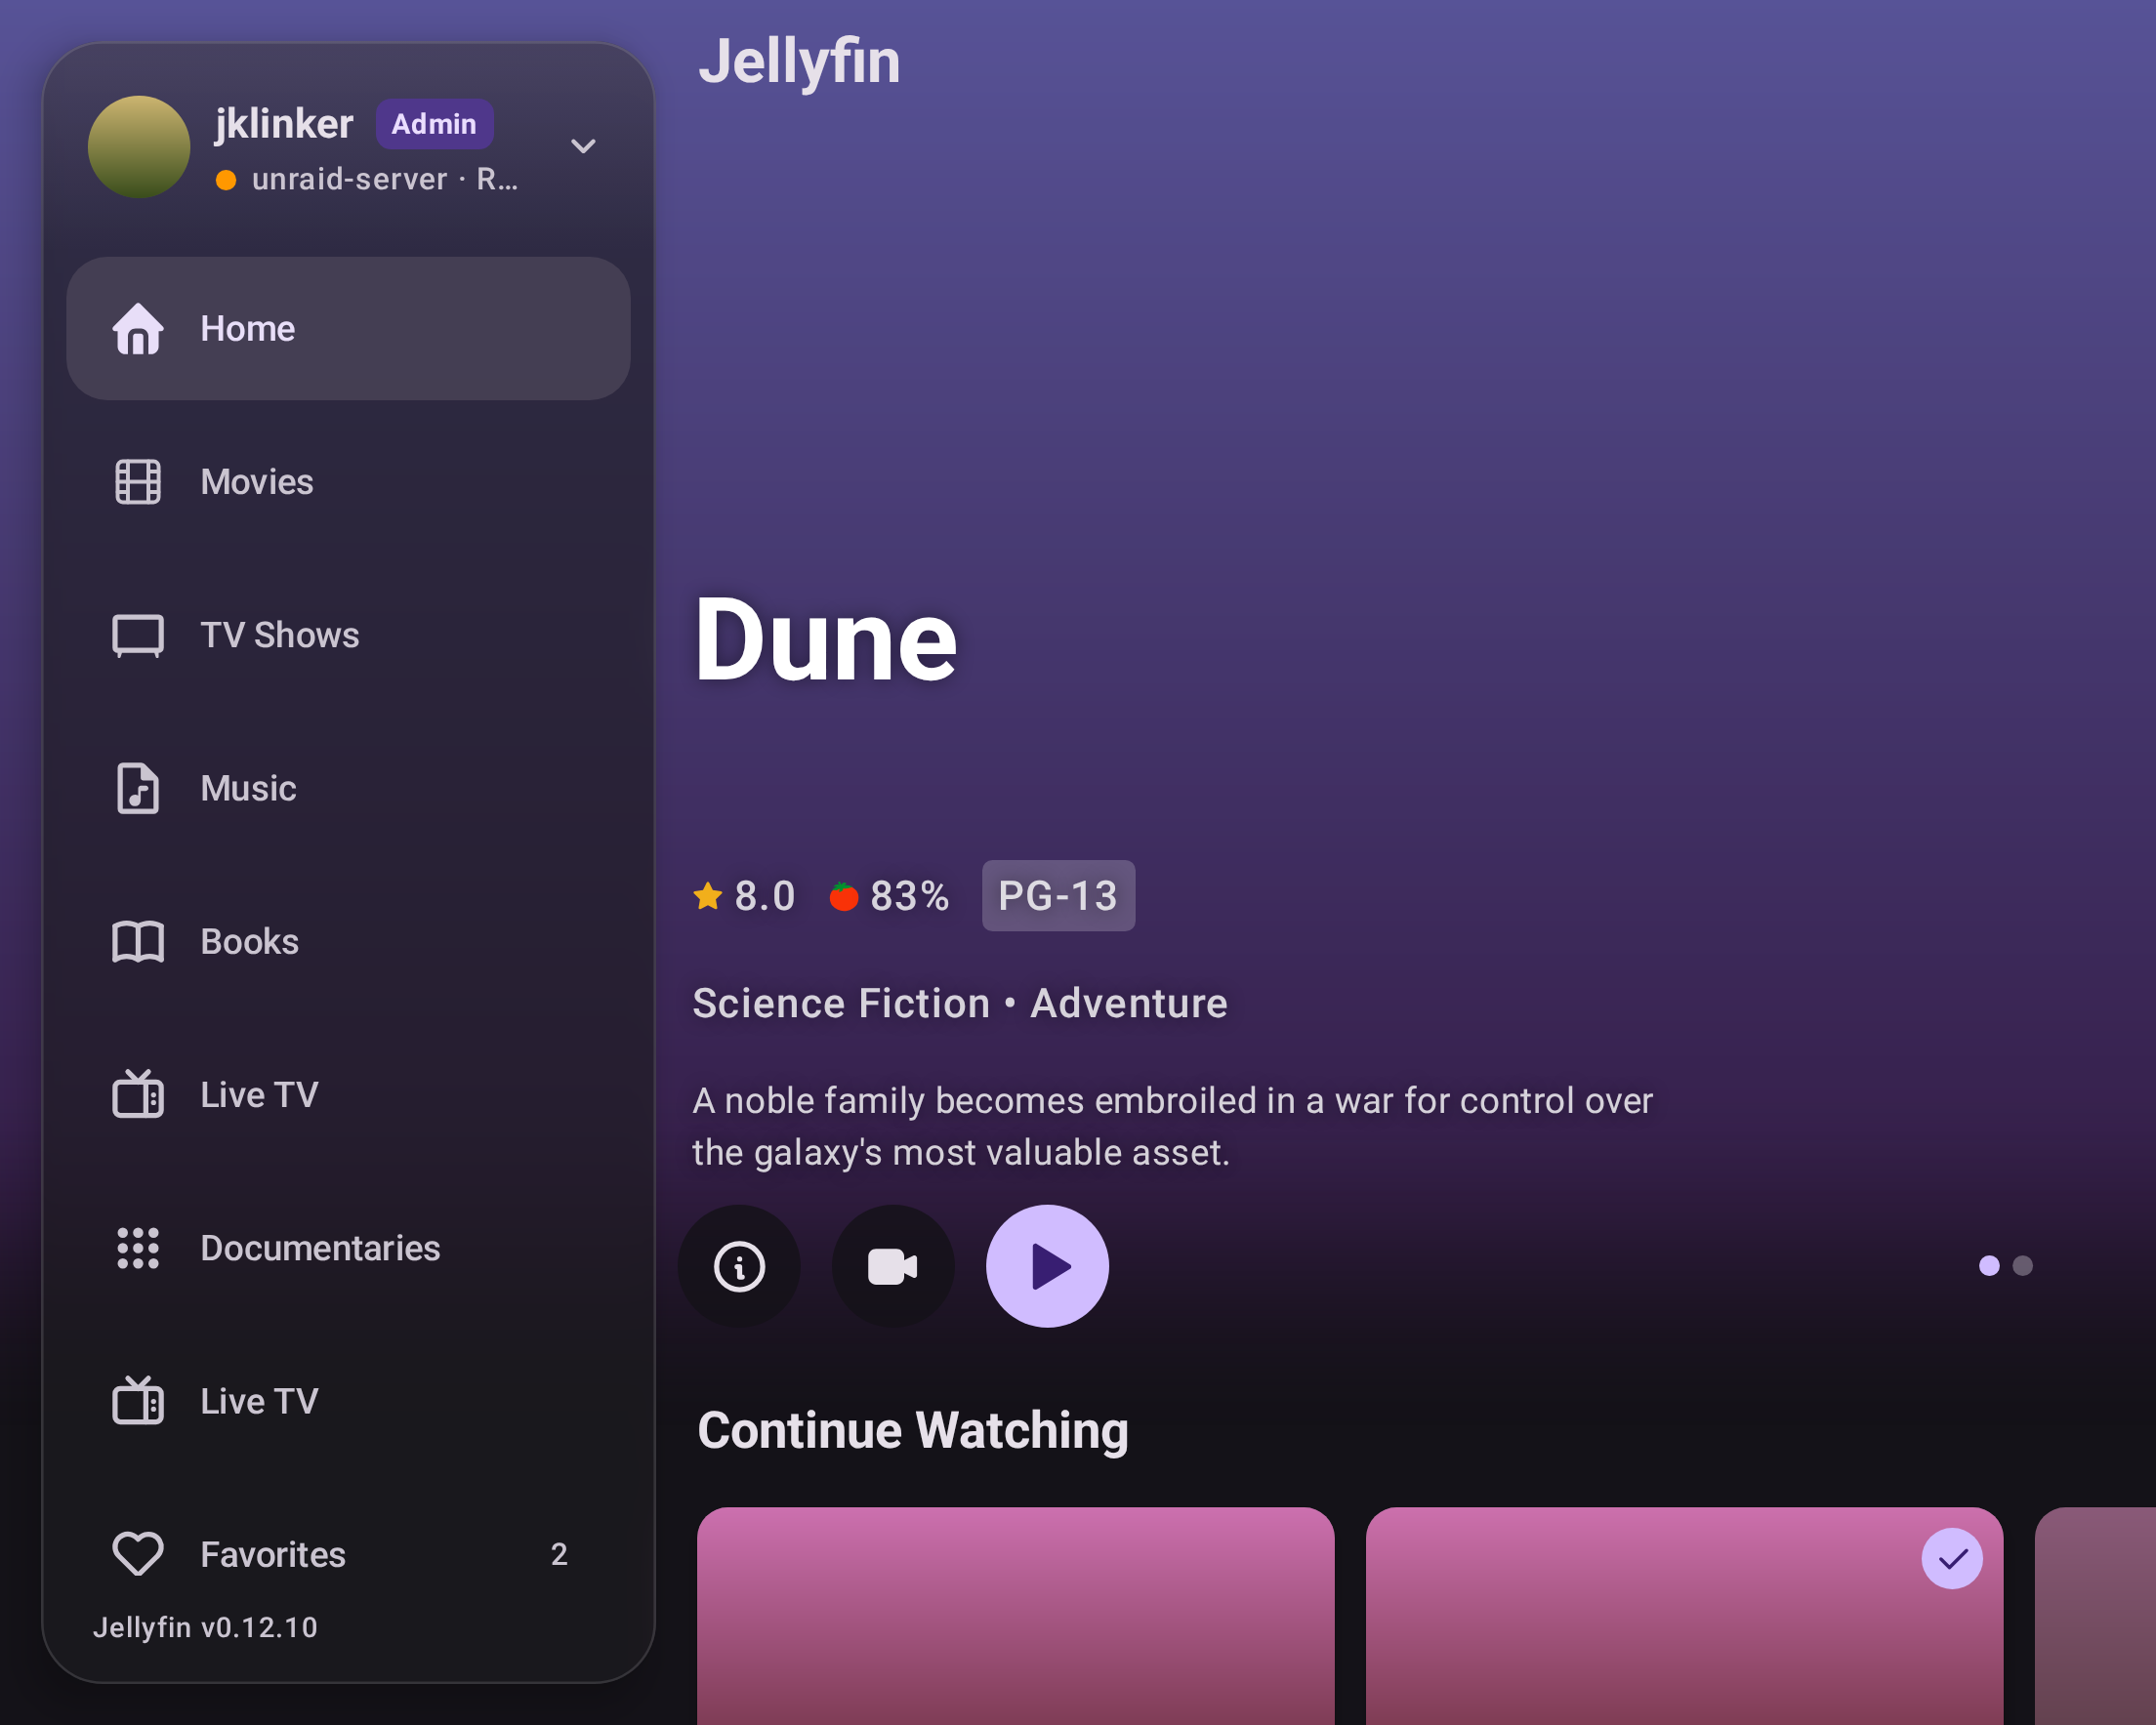 Jellyfin
jklinker Admin
unraid-server · R...
Home
Movies
TV Shows
Music
Books
Live TV
Documentaries
Live TV
Favorites 2
Jellyfin v0.12.10
Dune
8.0 83% PG-13
Science Fiction • Adventure
A noble family becomes embroiled in a war for control over
the galaxy's most valuable asset.
Continue Watching